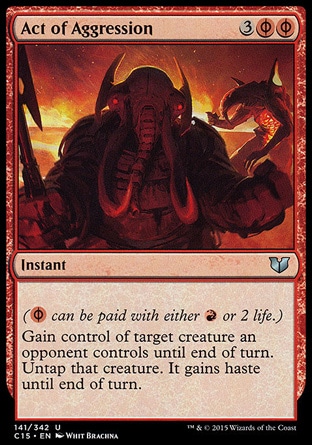 Act of Aggression 3
Instant
( can be paid with either or 2 life.)
Gain control of target creature an
opponent controls until end of turn.
Untap that creature. It gains haste
until end of turn.
141/342 U
C15 • EN Whit Brachna
™ & © 2015 Wizards of the Coast